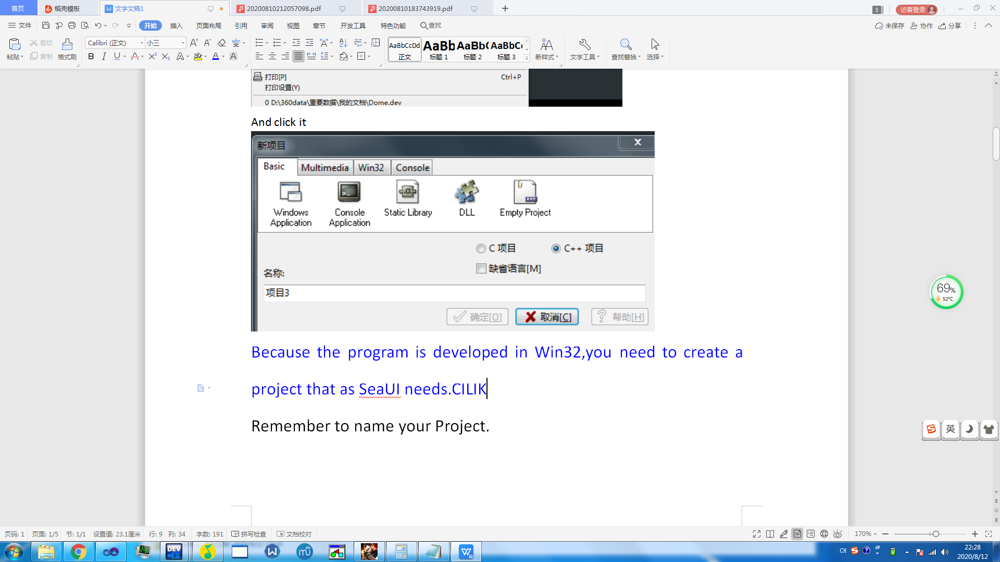 首页 稻壳模板 文字文稿1 20200810212057098.pdf 20200810183743919.pdf 3 访客登录
文件 开始 插入 页面布局 引用 审阅 视图 章节 开发工具 特色功能 查找 未保存 协作 分享
粘贴 剪切 复制 格式刷 Calibri (正文) 小三 AaBbCcDd 正文 AaBb 标题 1 AaBb( 标题 2 AaBbC 标题 3 新样式 文字工具 查找替换 选择
打印[P] Ctrl+P
打印设置(Y)
0 D:\360data\重要数据\我的文档\Dome.dev
And click it
新项目
Basic Multimedia Win32 Console
Windows Application Console Application Static Library DLL Empty Project
C 项目 C++ 项目
缺省语言[M]
名称:
项目3
确定[O] 取消[C] 帮助[H]
Because the program is developed in Win32,you need to create a
project that as SeaUI needs.CILIK
Remember to name your Project.
69%
52°C
英
页码: 1 页面: 1/5 节: 1/1 设置值: 23.1厘米 行: 9 列: 34 字数: 191 拼写检查 文档校对 170%
DEV C++ CH 22:28
2020/8/12